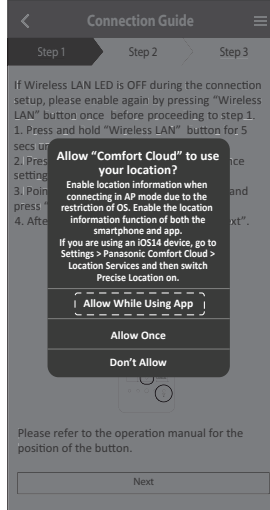 Connection Guide
Step 1
Step 2
Step 3
If Wireless LAN LED is OFF during the connection
setup, please enable again by pressing "Wireless
LAN" button once before proceeding to step 1.
1. Press and hold "Wireless LAN" button for 5
secs
2. Pres
setting
3. Poin
and
press "
4. Afte
Allow "Comfort Cloud" to use
your location?
Enable location information when
connecting in AP mode due to the
restriction of OS. Enable the location
information function of both the
smartphone and app.
If you are using an iOS14 device, go to
Settings > Panasonic Comfort Cloud >
Location Services and then switch
Precise Location on.
Allow While Using App
Allow Once
Don't Allow
Please refer to the operation manual for the
position of the button.
Next